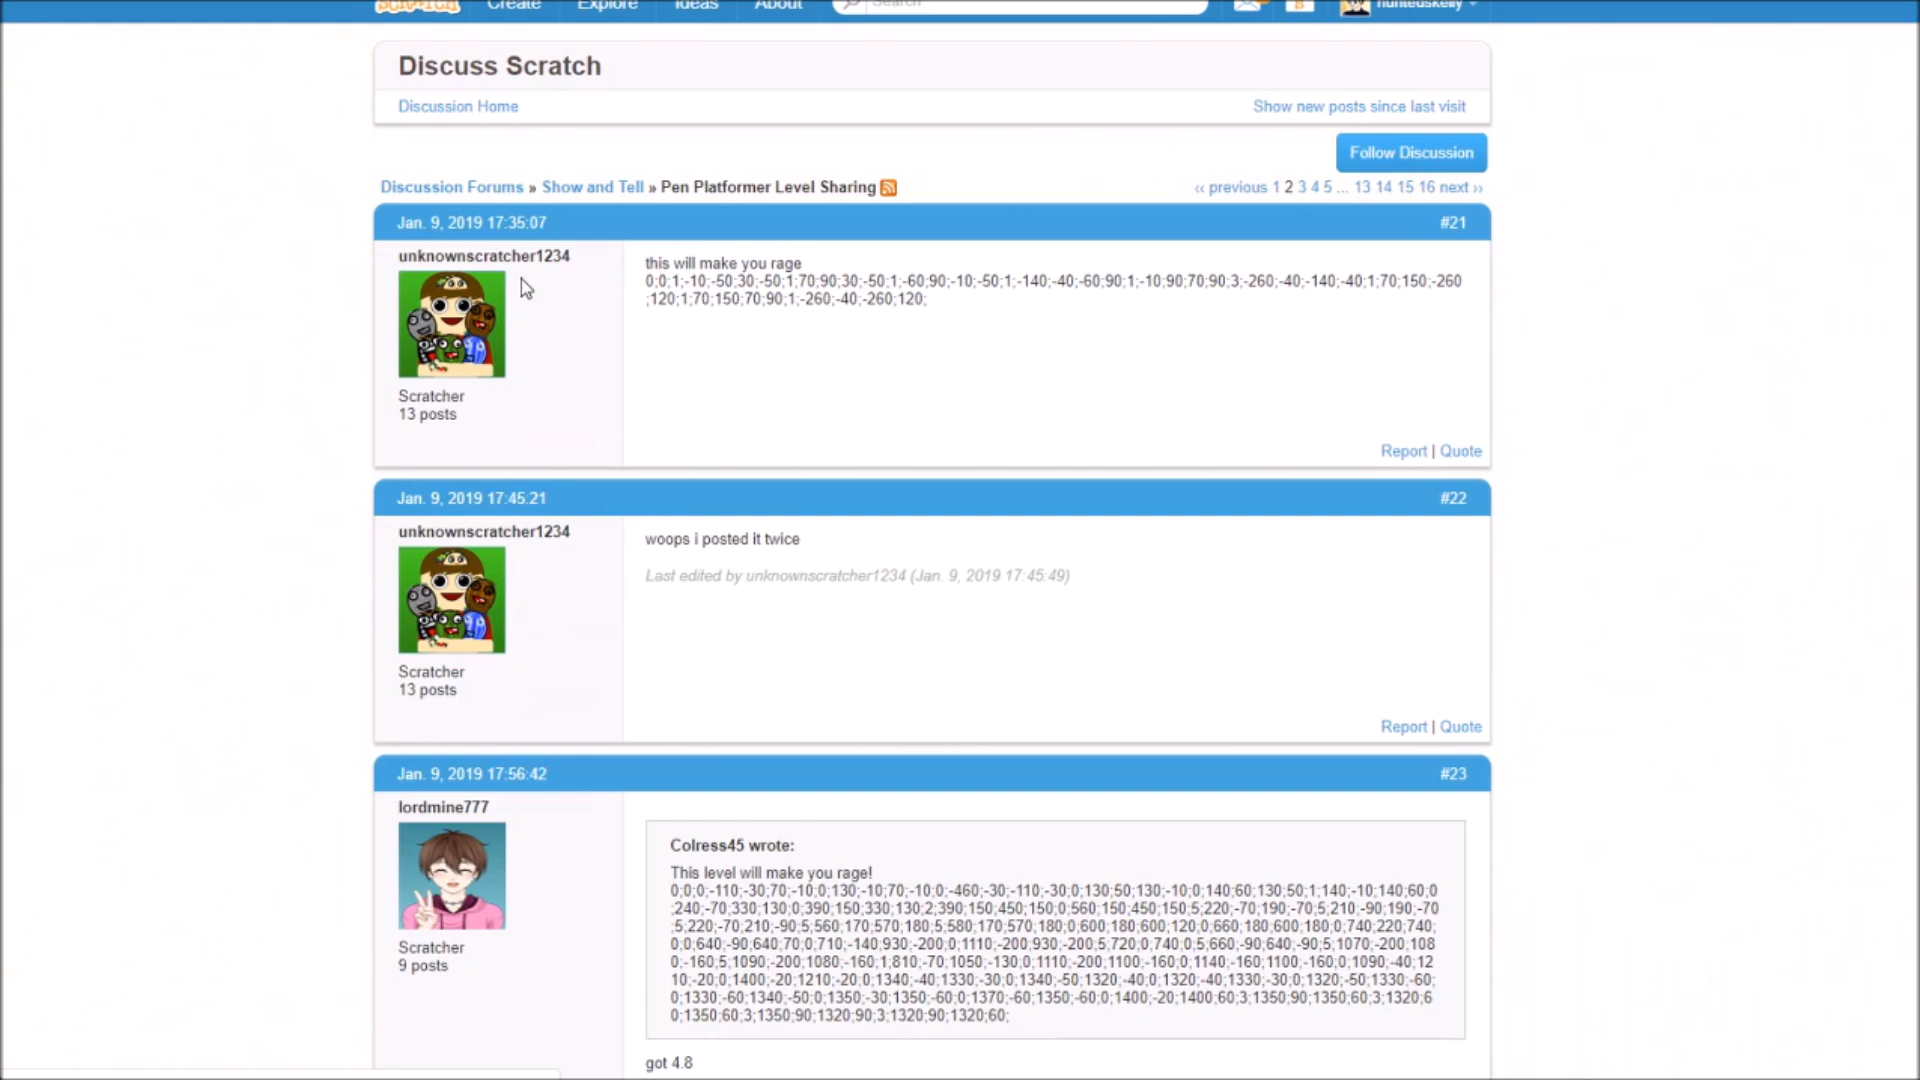 SCRATCH Create Explore Ideas About Search huntedskelly
Discuss Scratch
Discussion Home Show new posts since last visit
Follow Discussion
Discussion Forums » Show and Tell » Pen Platformer Level Sharing ‹‹ previous 1 2 3 4 5 ... 13 14 15 16 next ››
Jan. 9, 2019 17:35:07 #21
unknownscratcher1234
this will make you rage
0;0;1;-10;-50;30;-50;1;70;90;30;-50;1;-60;90;-10;-50;1;-140;-40;-60;90;1;-10;90;70;90;3;-260;-40;-140;-40;1;70;150;-260
;120;1;70;150;70;90;1;-260;-40;-260;120;
Scratcher
13 posts
Report | Quote
Jan. 9, 2019 17:45:21 #22
unknownscratcher1234
woops i posted it twice
Last edited by unknownscratcher1234 (Jan. 9, 2019 17:45:49)
Scratcher
13 posts
Report | Quote
Jan. 9, 2019 17:56:42 #23
lordmine777
Scratcher
9 posts
Colress45 wrote:
This level will make you rage!
0;0;0;-110;-30;70;-10;0;130;-10;70;-10;0;-460;-30;-110;-30;0;130;50;130;-10;0;140;60;130;50;1;140;-10;140;60;0
;240;-70;330;130;0;390;150;330;130;2;390;150;450;150;0;560;150;450;150;5;220;-70;190;-70;5;210;-90;190;-70
;5;220;-70;210;-90;5;560;170;570;180;5;580;170;570;180;0;600;180;600;120;0;660;180;600;180;0;740;220;740;
0;0;640;-90;640;70;0;710;-140;930;-200;0;1110;-200;930;-200;5;720;0;740;0;5;660;-90;640;-90;5;1070;-200;108
0;-160;5;1090;-200;1080;-160;1;810;-70;1050;-130;0;1110;-200;1100;-160;0;1140;-160;1100;-160;0;1090;-40;12
10;-20;0;1400;-20;1210;-20;0;1340;-40;1330;-30;0;1340;-50;1320;-40;0;1320;-40;1330;-30;0;1320;-50;1330;-60;
0;1330;-60;1340;-50;0;1350;-30;1350;-60;0;1370;-60;1350;-60;0;1400;-20;1400;60;3;1350;90;1350;60;3;1320;6
0;1350;60;3;1350;90;1320;90;3;1320;90;1320;60;
got 4.8